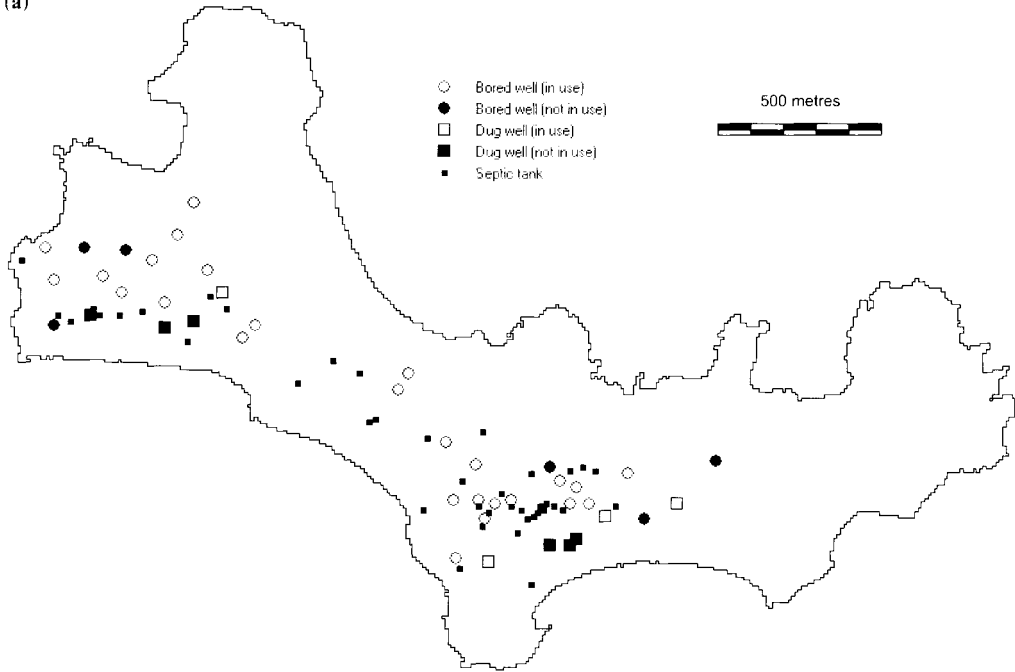 (a)
Bored well (in use)
Bored well (not in use)
Dug well (in use)
Dug well (not in use)
Septic tank
500 metres